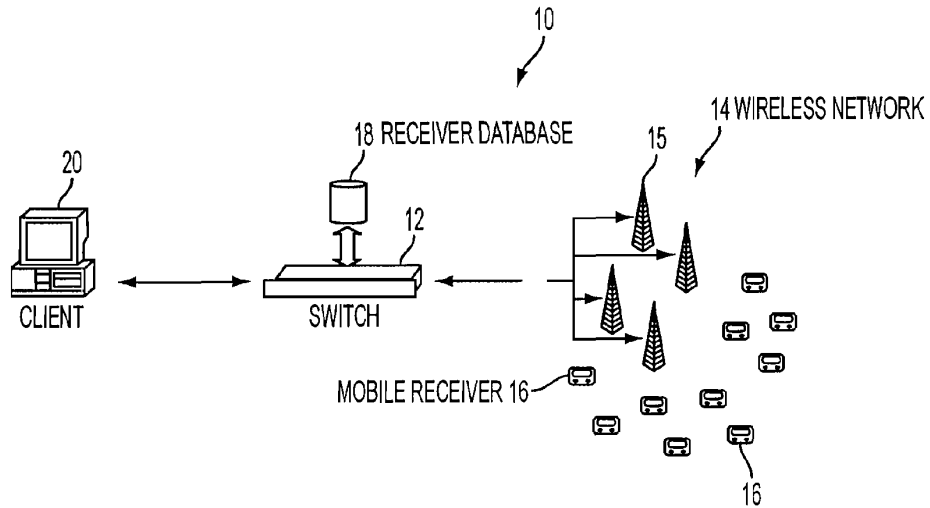 10
14 WIRELESS NETWORK
15
18 RECEIVER DATABASE
20
12
CLIENT
SWITCH
MOBILE RECEIVER 16
16